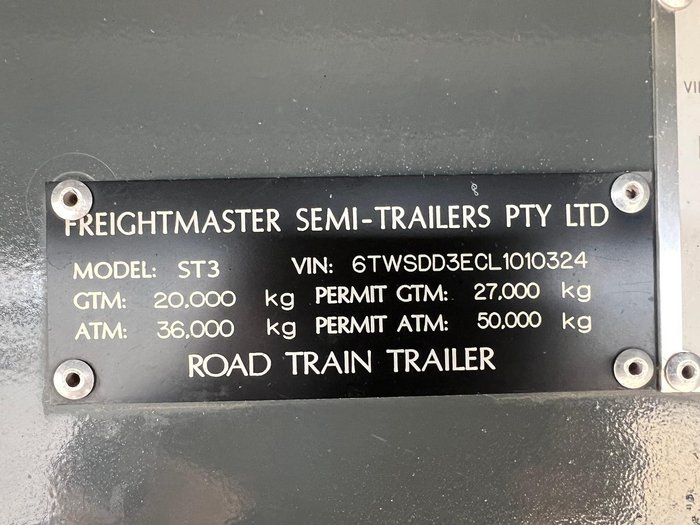 FREIGHTMASTER SEMI-TRAILERS PTY LTD
MODEL: ST3 VIN: 6TWSDD3ECL1010324
GTM: 20,000 kg PERMIT GTM: 27,000 kg
ATM: 36,000 kg PERMIT ATM: 50,000 kg
ROAD TRAIN TRAILER